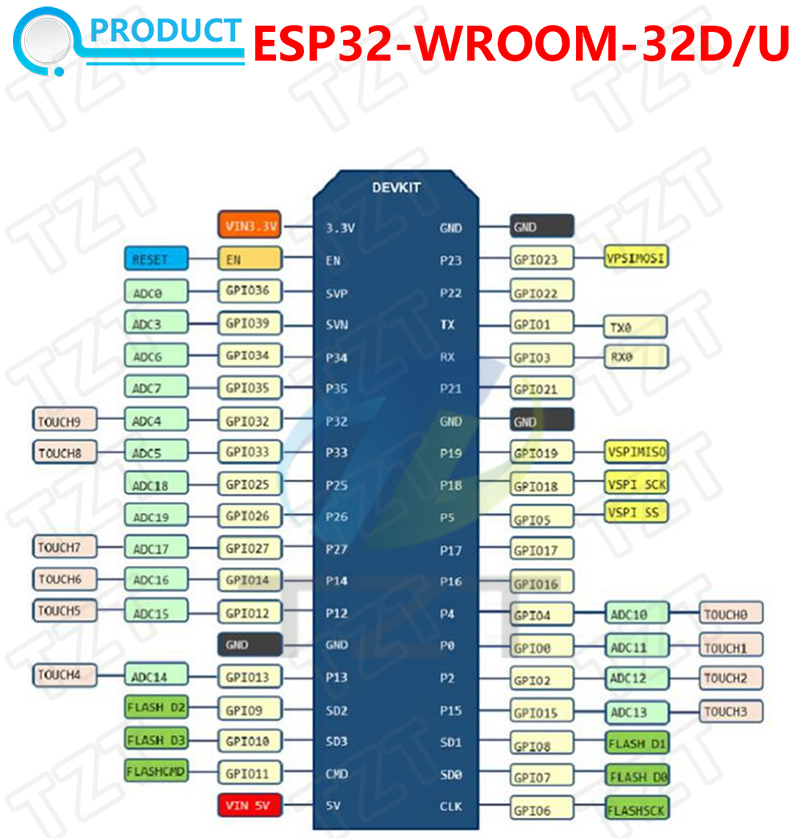 PRODUCT ESP32-WROOM-32D/U
DEVKIT
VIN3.3V 3.3V GND GND
RESET EN EN P23 GPIO23 VPSIMOSI
ADC0 GPIO36 SVP P22 GPIO22
ADC3 GPIO39 SVN TX GPIO1 TX0
ADC6 GPIO34 P34 RX GPIO3 RX0
ADC7 GPIO35 P35 P21 GPIO21
TOUCH9 ADC4 GPIO32 P32 GND GND
TOUCH8 ADC5 GPIO33 P33 P19 GPIO19 VSPIMISO
ADC18 GPIO25 P25 P18 GPIO18 VSPI SCK
ADC19 GPIO26 P26 P5 GPIO5 VSPI SS
TOUCH7 ADC17 GPIO27 P27 P17 GPIO17
TOUCH6 ADC16 GPIO14 P14 P16 GPIO16
TOUCH5 ADC15 GPIO12 P12 P4 GPIO4 ADC10 TOUCH0
GND GND P0 GPIO0 ADC11 TOUCH1
TOUCH4 ADC14 GPIO13 P13 P2 GPIO2 ADC12 TOUCH2
FLASH D2 GPIO9 SD2 P15 GPIO15 ADC13 TOUCH3
FLASH D3 GPIO10 SD3 SD1 GPIO8 FLASH D1
FLASHCMD GPIO11 CMD SD0 GPIO7 FLASH D0
VIN 5V 5V CLK GPIO6 FLASHSCK
TZT